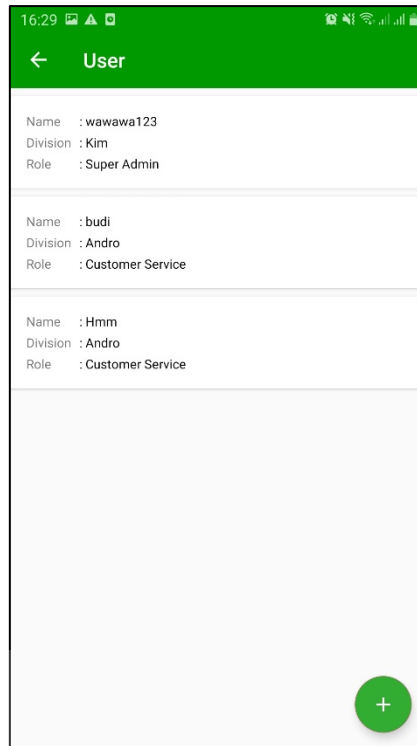 16:29
User
Name : wawawa123
Division : Kim
Role : Super Admin
Name : budi
Division : Andro
Role : Customer Service
Name : Hmm
Division : Andro
Role : Customer Service
+